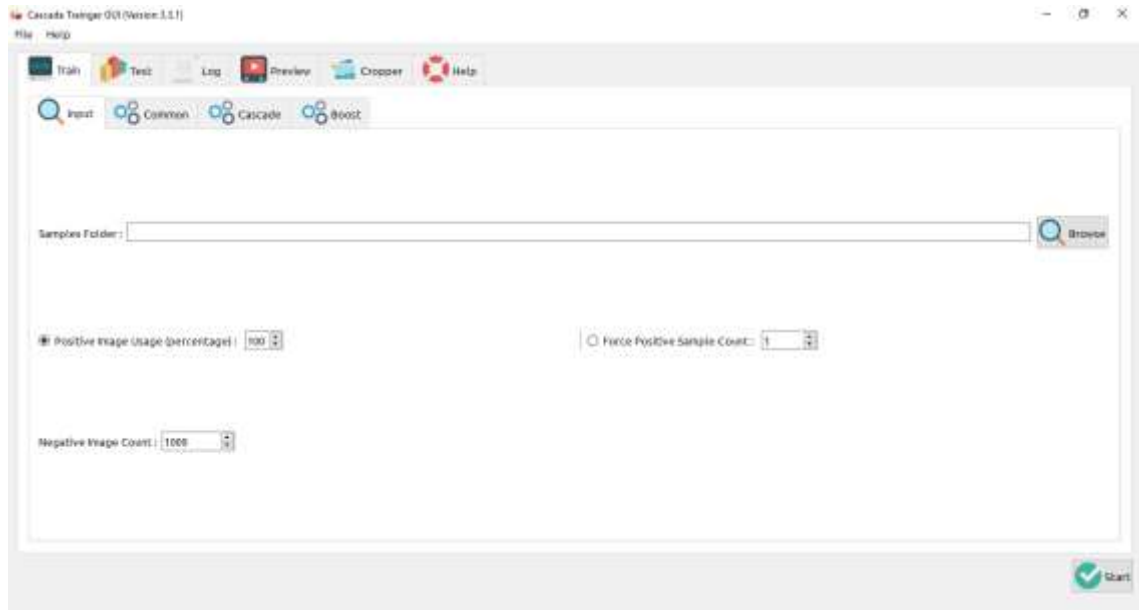 Cascade Trainer GUI (Version 3.3.1)
File Help
Train Test Log Preview Cropper Help
Input Common Cascade Boost
Samples Folder : Browse
Positive Image Usage (percentage) : 100 Force Positive Sample Count : 1
Negative Image Count : 1000
Start